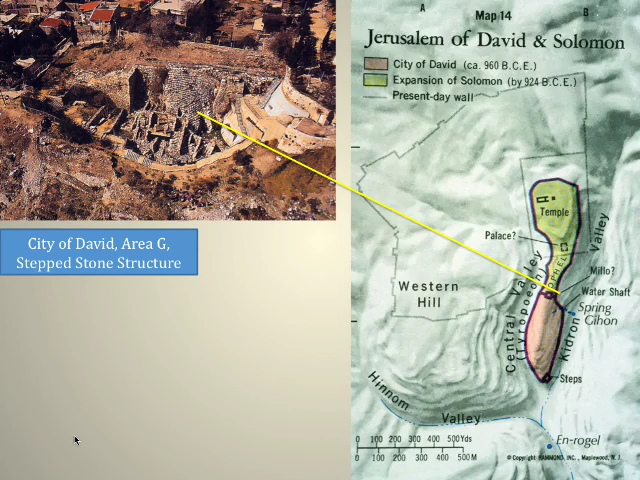 City of David, Area G,
Stepped Stone Structure
A
Map 14
B
Jerusalem of David & Solomon
City of David (ca. 960 B.C.E.)
Expansion of Solomon (by 924 B.C.E.)
Present-day wall
Temple
Palace?
Valley
OPHEL
Millo?
Water Shaft
Spring
Gihon
Western
Hill
Central Valley
(Tyropoeon)
Kidron
Steps
Hinnom
Valley
En-rogel
0 100 200 300 400 500 Yds
0 100 200 300 400 500 M
© Copyright HAMMOND INC., Maplewood, N. J.